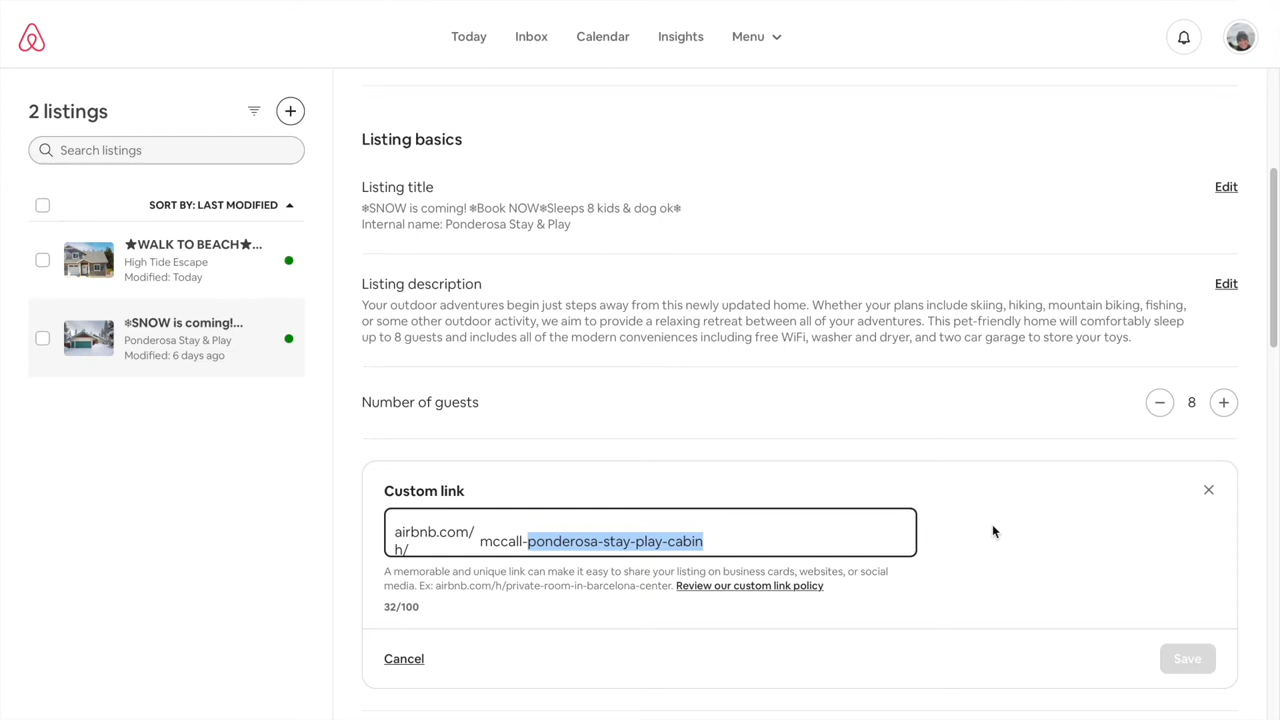 Today Inbox Calendar Insights Menu
2 listings
Search listings
SORT BY: LAST MODIFIED
★WALK TO BEACH★...
High Tide Escape
Modified: Today
❄SNOW is coming!...
Ponderosa Stay & Play
Modified: 6 days ago
Listing basics
Listing title
Edit
❄SNOW is coming! ❄Book NOW❄Sleeps 8 kids & dog ok❄
Internal name: Ponderosa Stay & Play
Listing description
Edit
Your outdoor adventures begin just steps away from this newly updated home. Whether your plans include skiing, hiking, mountain biking, fishing,
or some other outdoor activity, we aim to provide a relaxing retreat between all of your adventures. This pet-friendly home will comfortably sleep
up to 8 guests and includes all of the modern conveniences including free WiFi, washer and dryer, and two car garage to store your toys.
Number of guests
8
Custom link
airbnb.com/
h/
mccall-ponderosa-stay-play-cabin
A memorable and unique link can make it easy to share your listing on business cards, websites, or social
media. Ex: airbnb.com/h/private-room-in-barcelona-center. Review our custom link policy
32/100
Cancel
Save